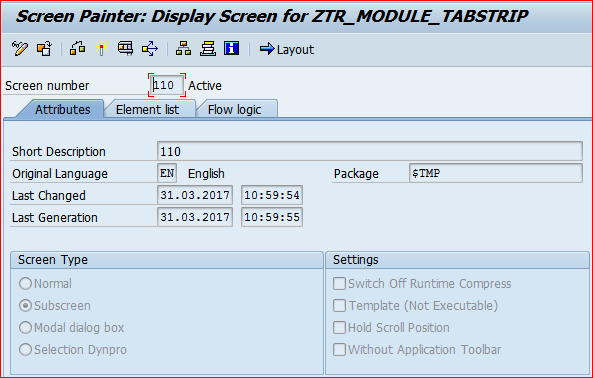 Screen Painter: Display Screen for ZTR_MODULE_TABSTRIP
Layout
Screen number 110 Active
Attributes Element list Flow logic
Short Description 110
Original Language EN English Package $TMP
Last Changed 31.03.2017 10:59:54
Last Generation 31.03.2017 10:59:55
Screen Type Settings
Normal Switch Off Runtime Compress
Subscreen Template (Not Executable)
Modal dialog box Hold Scroll Position
Selection Dynpro Without Application Toolbar